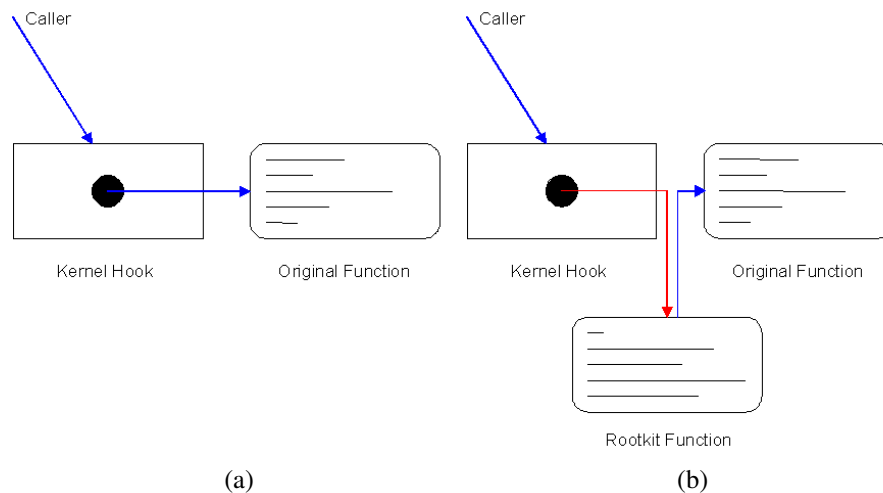 Caller
Kernel Hook
Original Function
(a)
Caller
Kernel Hook
Original Function
Rootkit Function
(b)